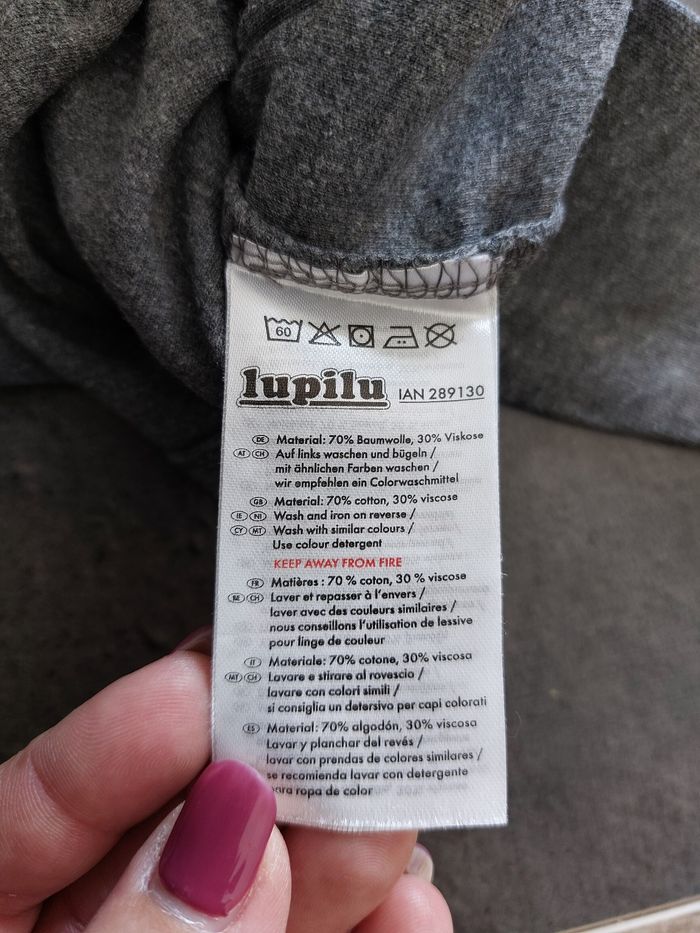 60
lupilu IAN 289130
DE Material: 70% Baumwolle, 30% Viskose
AT CH Auf links waschen und bügeln /
mit ähnlichen Farben waschen /
wir empfehlen ein Colorwaschmittel
GB Material: 70% cotton, 30% viscose
IE NI Wash and iron on reverse /
CY MT Wash with similar colours /
Use colour detergent
KEEP AWAY FROM FIRE
FR Matières : 70 % coton, 30 % viscose
BE CH Laver et repasser à l'envers /
laver avec des couleurs similaires /
nous conseillons l'utilisation de lessive
pour linge de couleur
IT Materiale: 70% cotone, 30% viscosa
MT CH Lavare e stirare al rovescio /
lavare con colori simili /
si consiglia un detersivo per capi colorati
ES Material: 70% algodón, 30% viscosa
Lavar y planchar del revés /
lavar con prendas de colores similares /
se recomienda lavar con detergente
para ropa de color